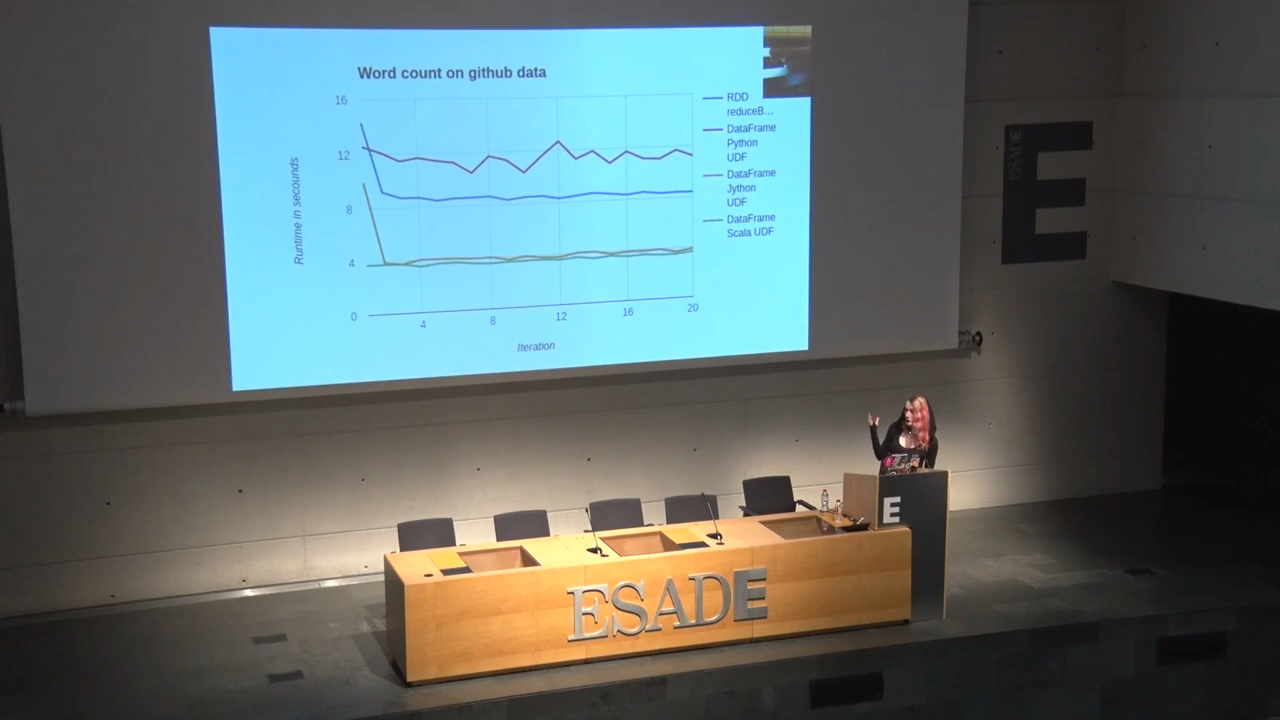 Word count on github data
16
12
8
4
0
Runtime in secounds
4
8
12
16
20
Iteration
RDD
reduceB...
DataFrame
Python
UDF
DataFrame
Jython
UDF
DataFrame
Scala UDF
ESADE
E
E
ESADE